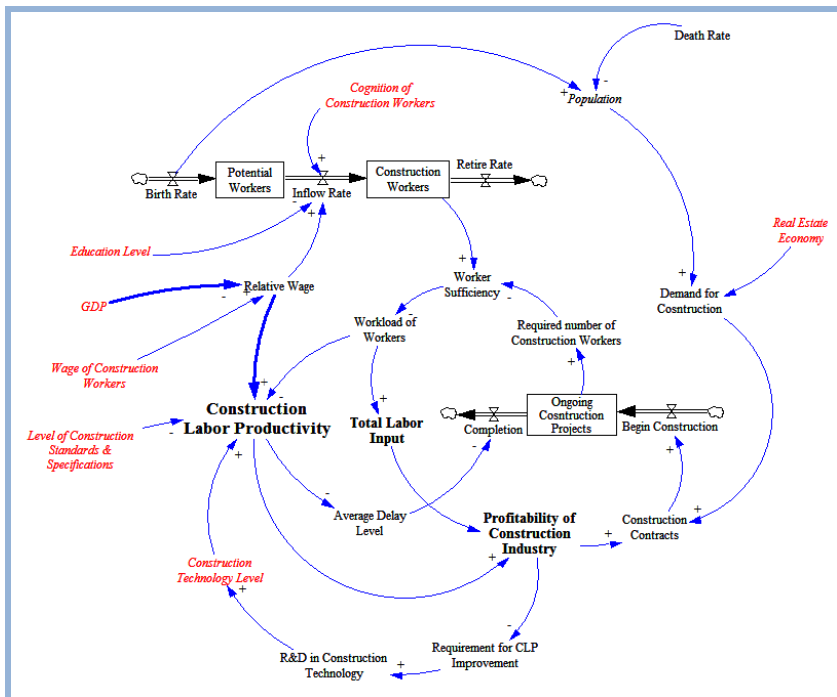 Death Rate
Cognition of
Construction Workers
+
-
Population
+
Potential
Workers
Construction
Workers
Retire Rate
Birth Rate
Inflow Rate
-
+
Education Level
Real Estate
Economy
+
Worker
Sufficiency
-
+
Demand for
Cosntruction
GDP
-
+
Relative Wage
-
Workload of
Workers
Required number of
Construction Workers
+
Wage of Construction
Workers
+
-
Construction
Labor Productivity
+
+
Total Labor
Input
Completion
-
Ongoing
Construction
Projects
Begin Construction
+
Level of Construction
Standards &
Specifications
-
-
Average Delay
Level
Profitability of
Construction
Industry
+
+
Construction
Contracts
+
Construction
Technology Level
+
-
R&D in Construction
Technology
+
Requirement for CLP
Improvement